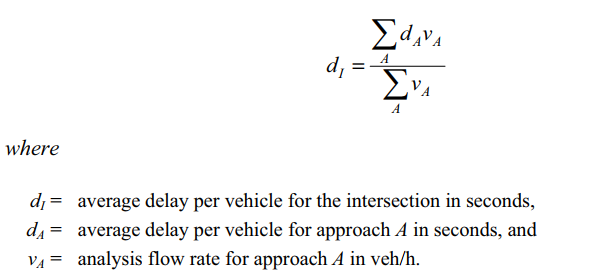 d_I = \frac{\sum_A d_A v_A}{\sum_A v_A}
where
d_I = average delay per vehicle for the intersection in seconds,
d_A = average delay per vehicle for approach A in seconds, and
v_A = analysis flow rate for approach A in veh/h.